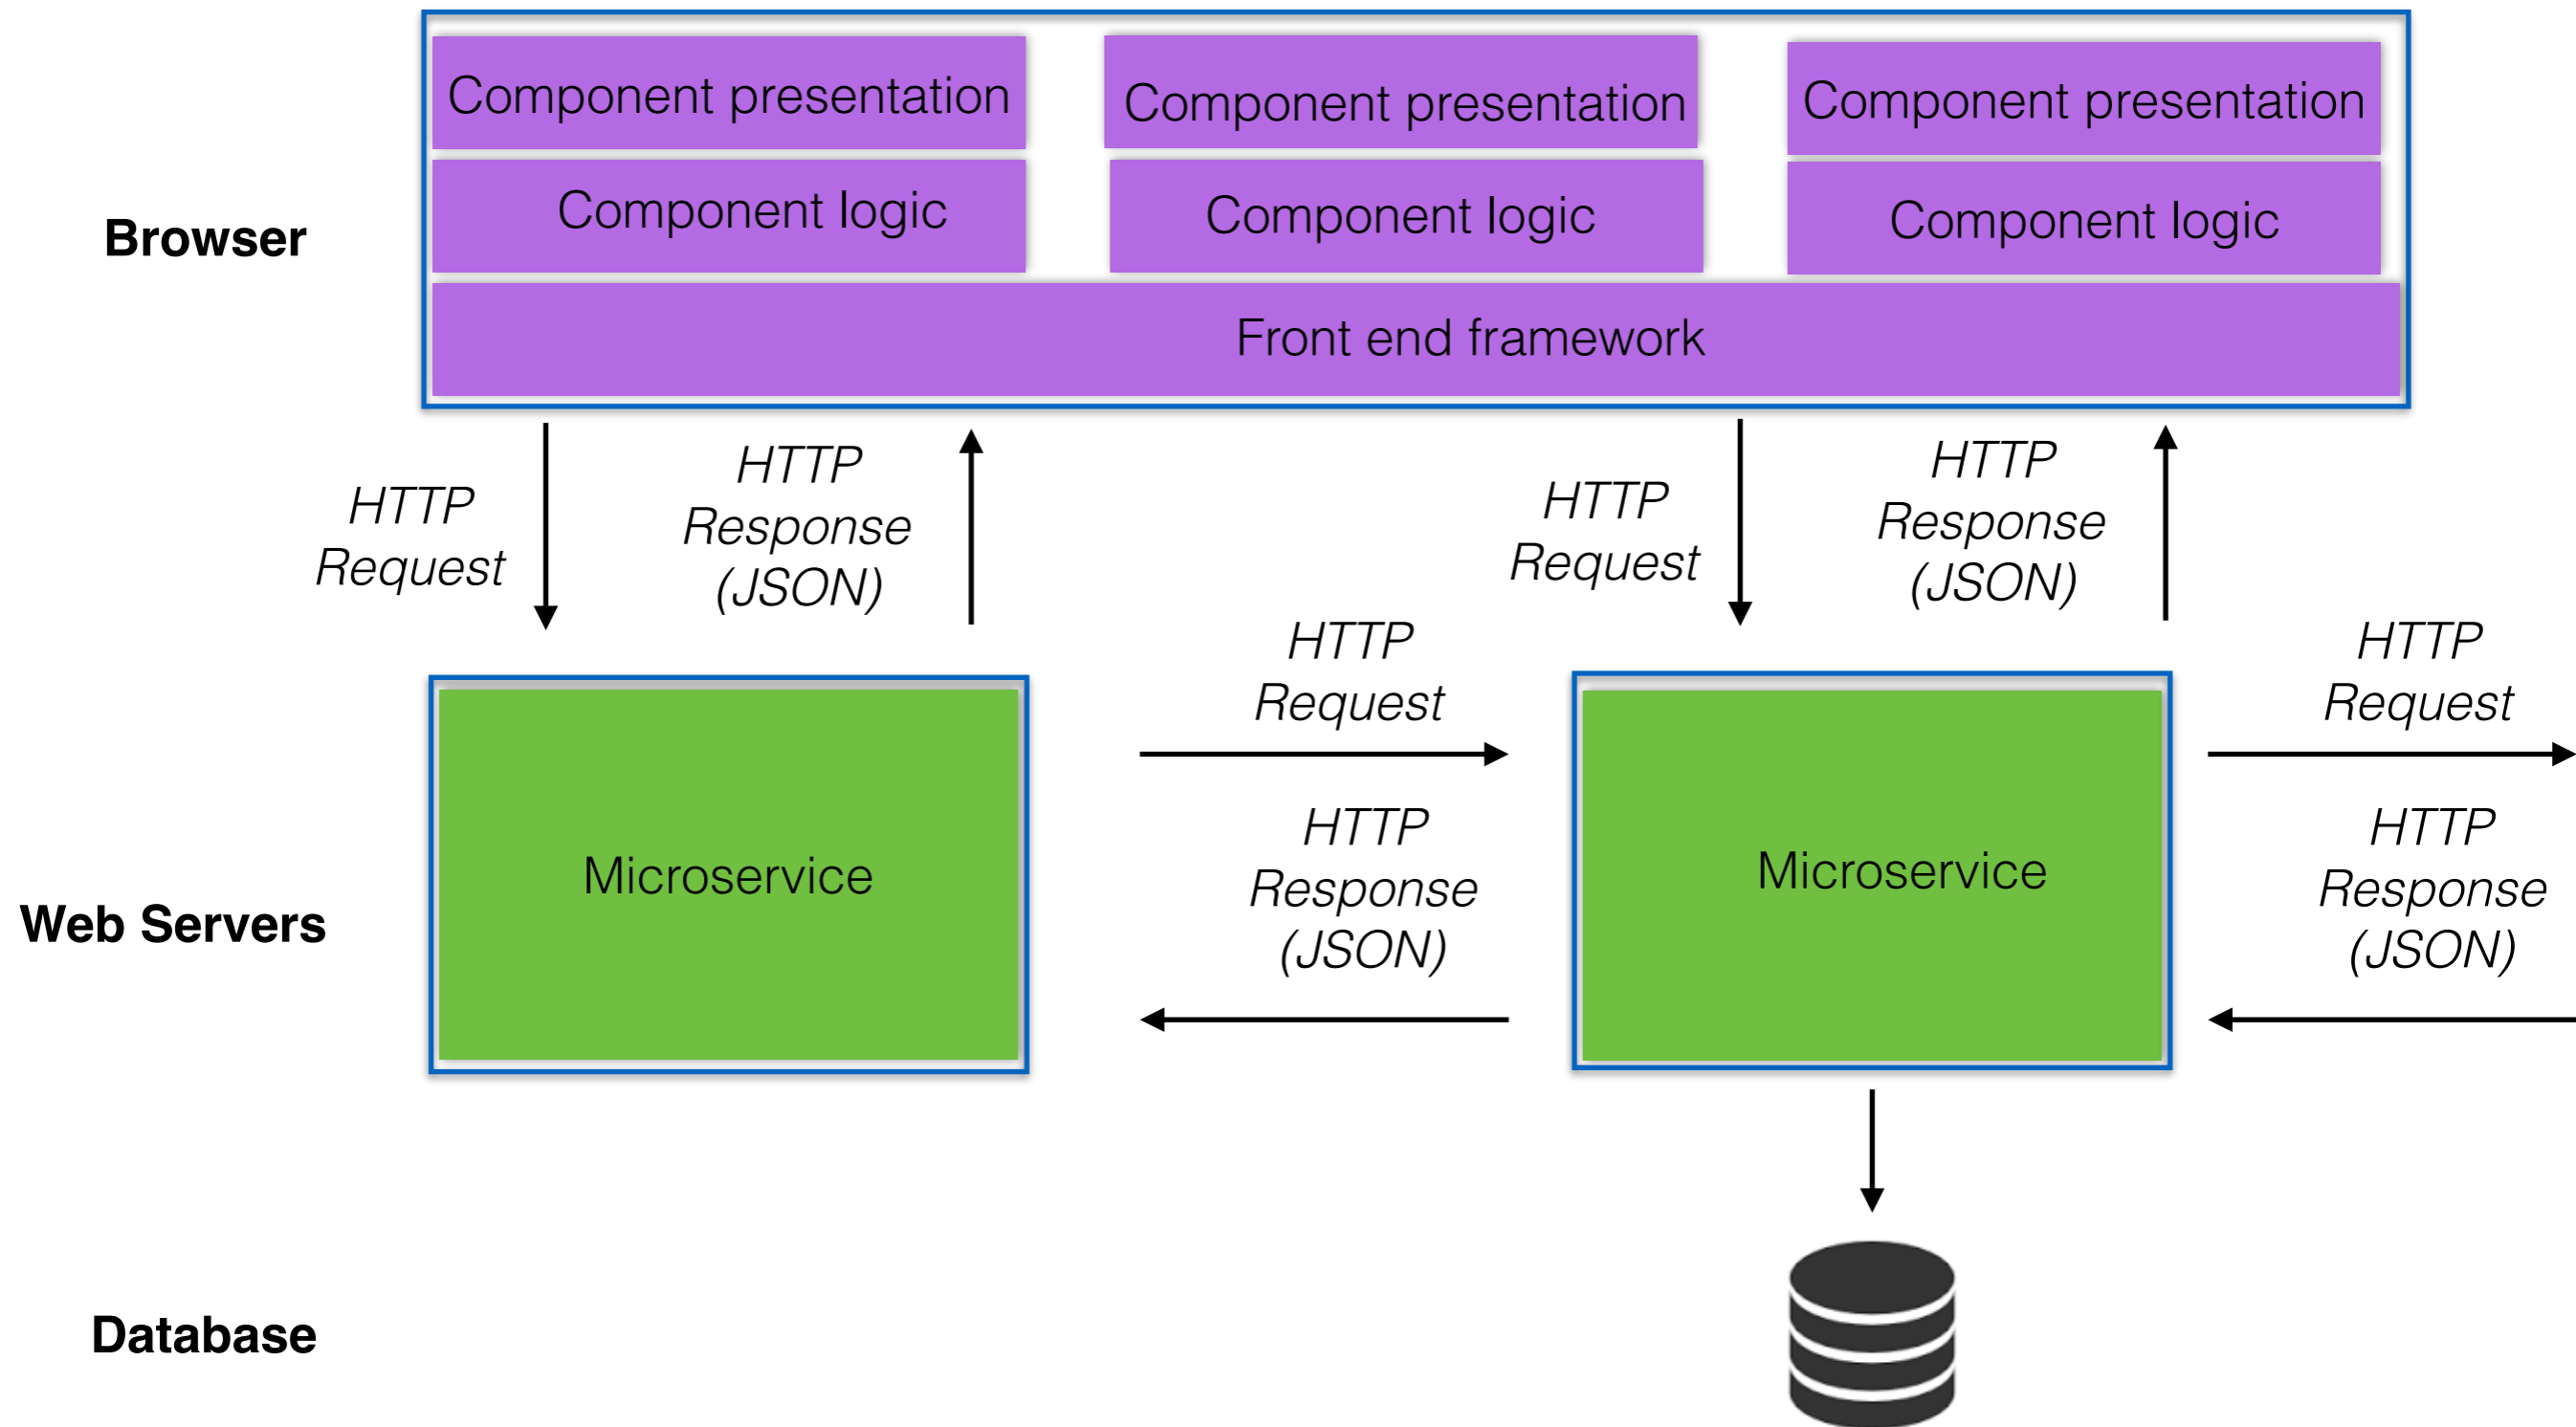 Component presentation
Component presentation
Component presentation
Component logic
Component logic
Component logic
Browser
Front end framework
HTTP
Request
HTTP
Response
(JSON)
HTTP
Request
HTTP
Response
(JSON)
HTTP
Request
HTTP
Request
Microservice
HTTP
Response
(JSON)
Microservice
HTTP
Response
(JSON)
Web Servers
Database